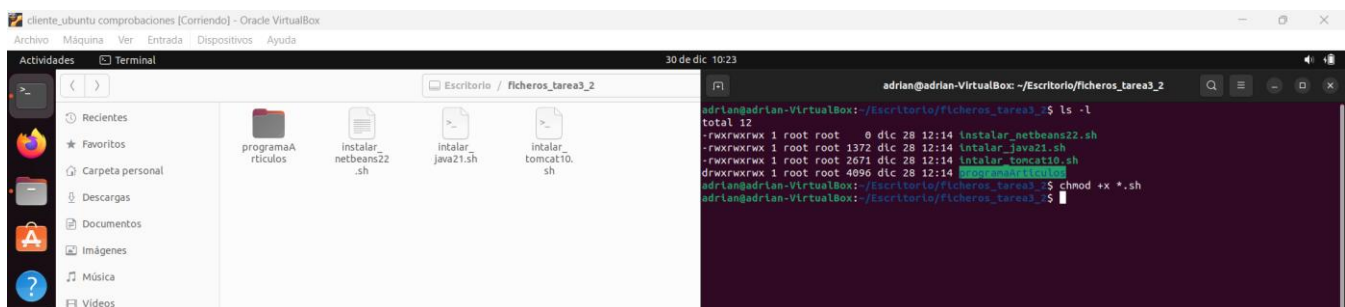 cliente_ubuntu comprobaciones [Corriendo] - Oracle VirtualBox
Archivo Máquina Ver Entrada Dispositivos Ayuda
Actividades Terminal 30 de dic 10:23
Escritorio / ficheros_tarea3_2
Recientes
Favoritos
Carpeta personal
Descargas
Documentos
Imágenes
Música
Vídeos
programaA
rticulos
instalar_
netbeans22
.sh
intalar_
java21.sh
intalar_
tomcat10.
sh
adrian@adrian-VirtualBox: ~/Escritorio/ficheros_tarea3_2
adrian@adrian-VirtualBox:~/Escritorio/ficheros_tarea3_2$ ls -l
total 12
-rwxrwxrwx 1 root root 0 dic 28 12:14 instalar_netbeans22.sh
-rwxrwxrwx 1 root root 1372 dic 28 12:14 intalar_java21.sh
-rwxrwxrwx 1 root root 2671 dic 28 12:14 intalar_tomcat10.sh
drwxrwxrwx 1 root root 4096 dic 28 12:14 programaArticulos
adrian@adrian-VirtualBox:~/Escritorio/ficheros_tarea3_2$ chmod +x *.sh
adrian@adrian-VirtualBox:~/Escritorio/ficheros_tarea3_2$